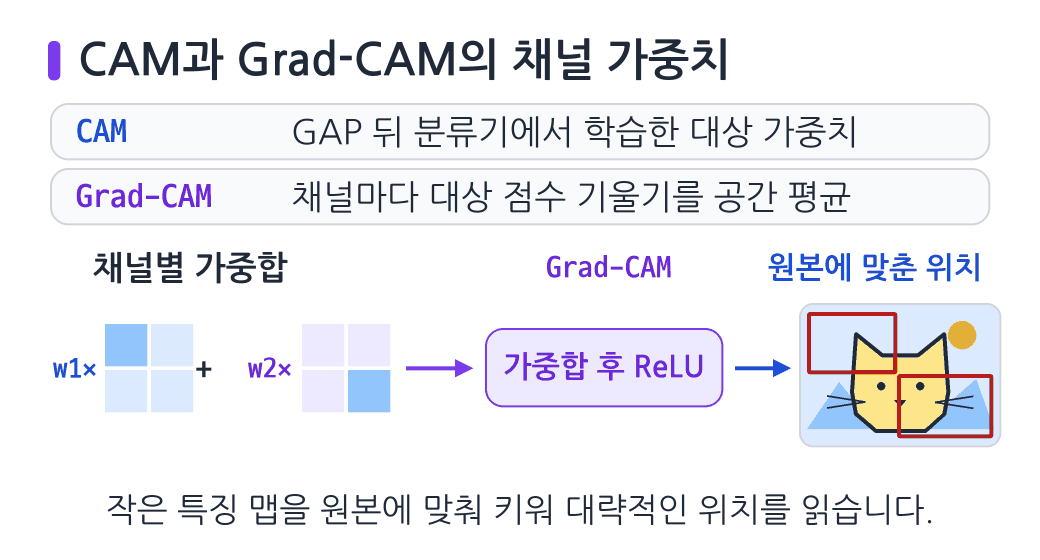 CAM과 Grad-CAM의 채널 가중치
CAM GAP 뒤 분류기에서 학습한 대상 가중치
Grad-CAM 채널마다 대상 점수 기울기를 공간 평균
채널별 가중합 Grad-CAM 원본에 맞춘 위치
w1× + w2× 가중합 후 ReLU
작은 특징 맵을 원본에 맞춰 키워 대략적인 위치를 읽습니다.